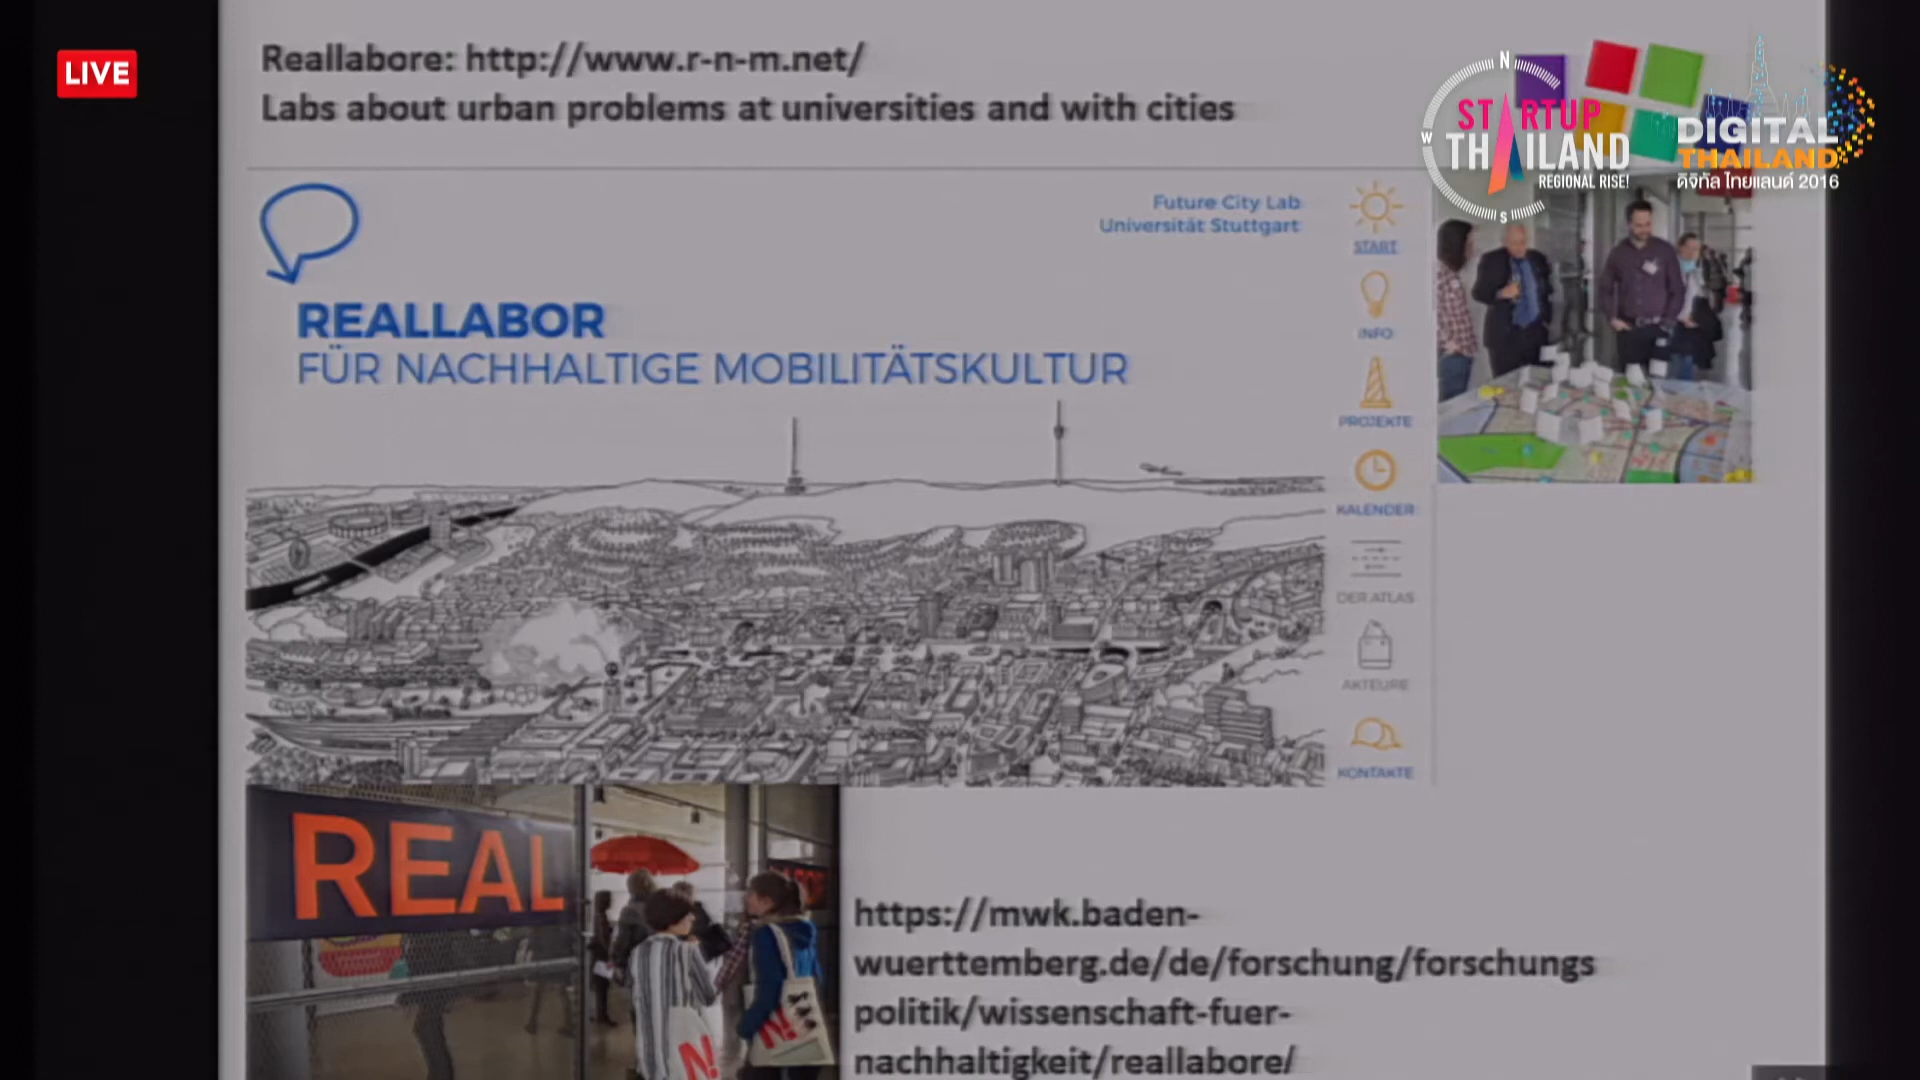 LIVE
Reallabore: http://www.r-n-m.net/
Labs about urban problems at universities and with cities
N
W
S
STARTUP
THAILAND
REGIONAL RISE!
DIGITAL
THAILAND
ดิจิทัล ไทยแลนด์ 2016
Future City Lab
Universität Stuttgart
REALLABOR
FÜR NACHHALTIGE MOBILITÄTSKULTUR
START
INFO
PROJEKTE
KALENDER
DER ATLAS
AKTEURE
KONTAKTE
REAL
N!
N!
https://mwk.baden-
wuerttemberg.de/de/forschung/forschungs
politik/wissenschaft-fuer-
nachhaltigkeit/reallabore/